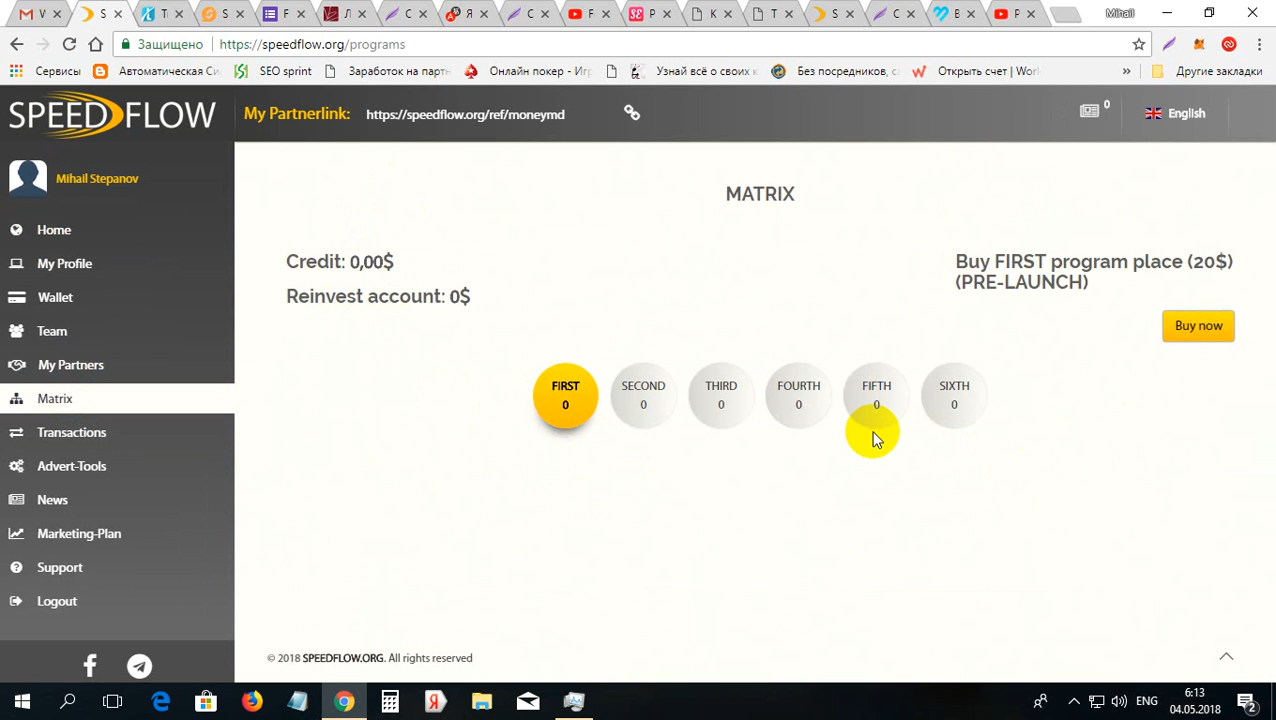 Mihail
Защищено
https://speedflow.org/programs
Сервисы
Автоматическая Си
SEO sprint
Заработок на партн
Онлайн покер - Игр
Узнай всё о своих к
Без посредников, са
Открыть счет | Worl
»
Другие закладки
SPEEDFLOW
My Partnerlink:
https://speedflow.org/ref/moneymd
0
English
Mihail Stepanov
Home
My Profile
Wallet
Team
My Partners
Matrix
Transactions
Advert-Tools
News
Marketing-Plan
Support
Logout
MATRIX
Credit: 0,00$
Reinvest account: 0$
Buy FIRST program place (20$)
(PRE-LAUNCH)
Buy now
FIRST
0
SECOND
0
THIRD
0
FOURTH
0
FIFTH
0
SIXTH
0
© 2018 SPEEDFLOW.ORG. All rights reserved
ENG
6:13
04.05.2018
2